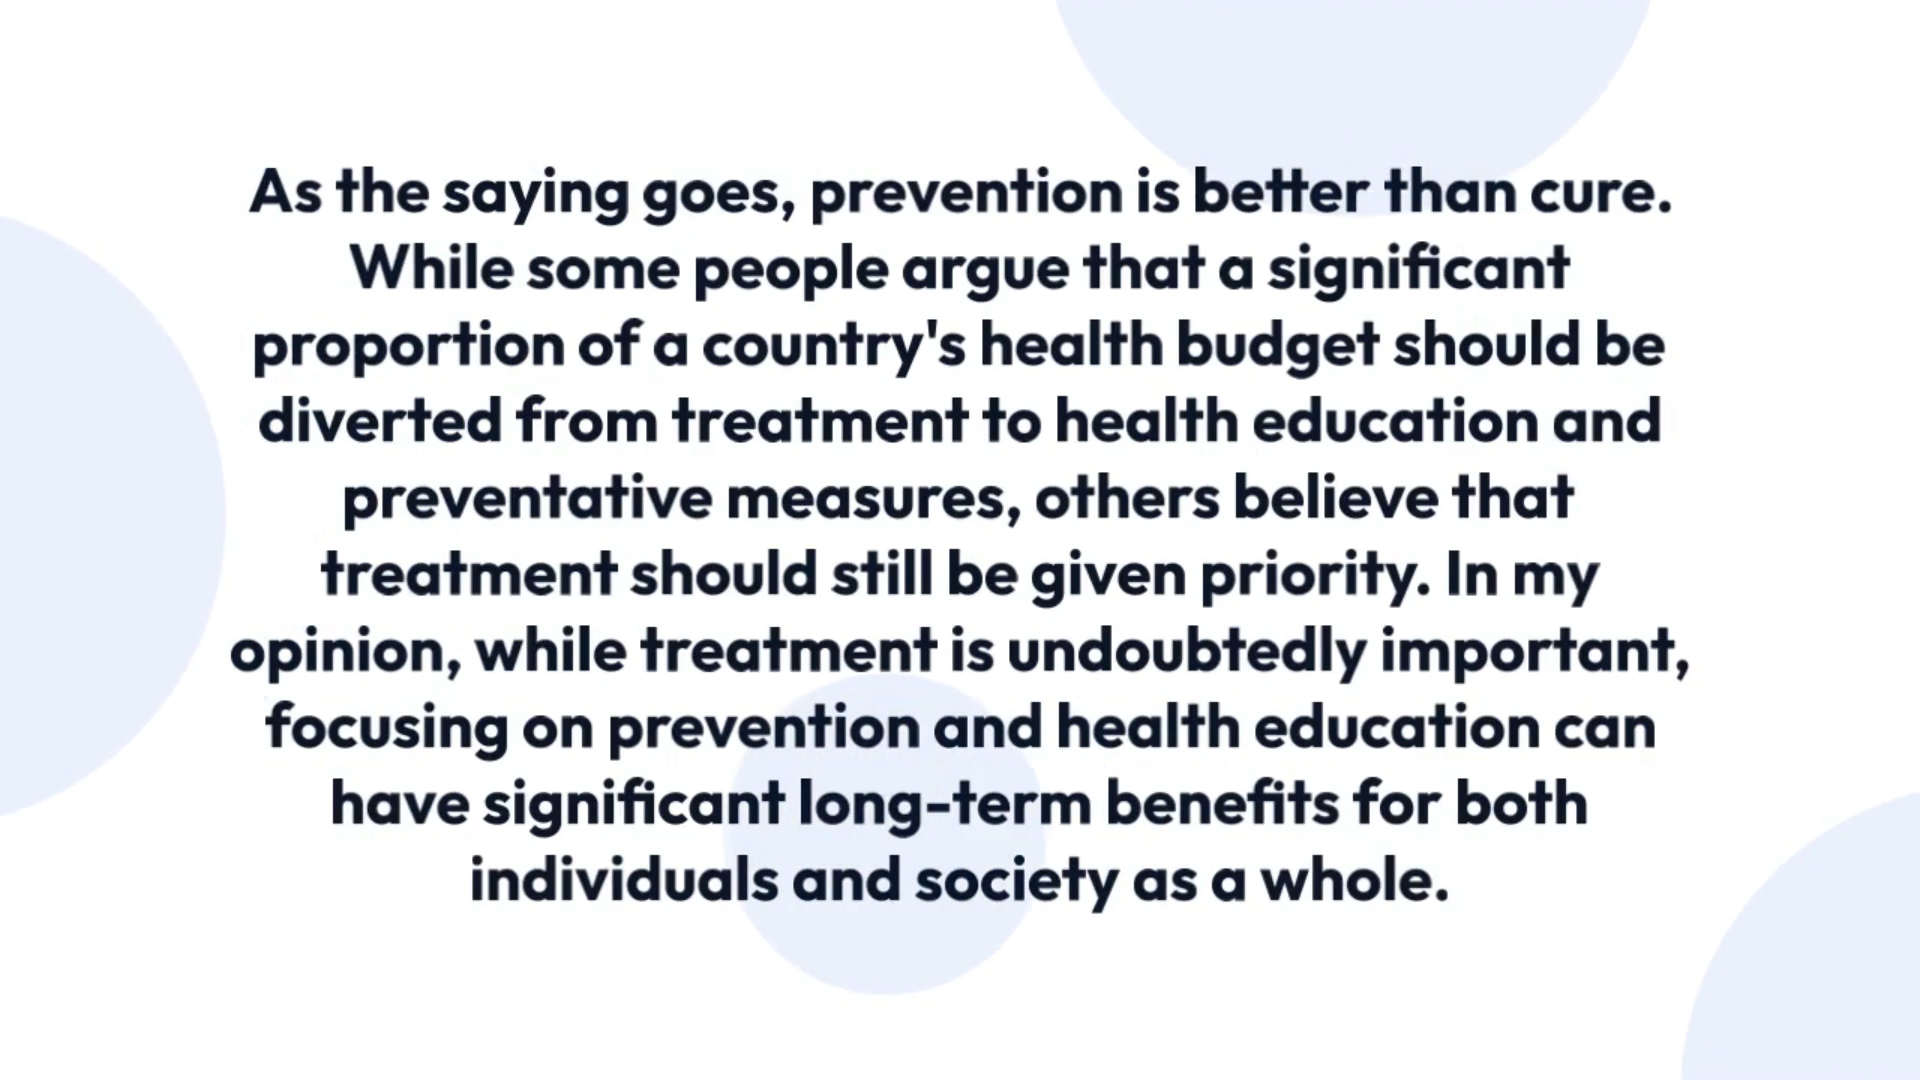 As the saying goes, prevention is better than cure.
While some people argue that a significant
proportion of a country's health budget should be
diverted from treatment to health education and
preventative measures, others believe that
treatment should still be given priority. In my
opinion, while treatment is undoubtedly important,
focusing on prevention and health education can
have significant long-term benefits for both
individuals and society as a whole.